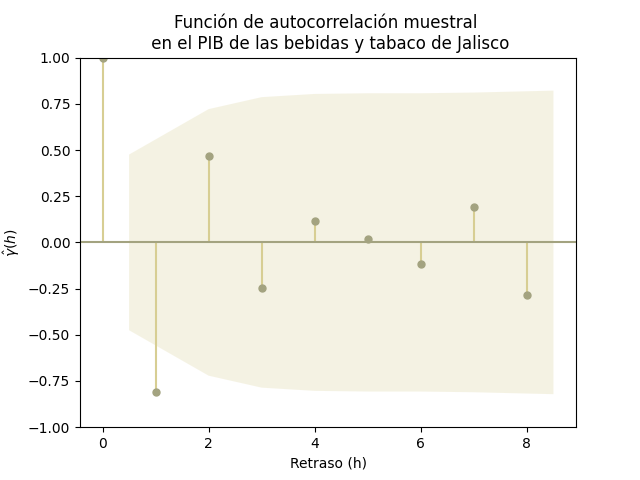 Función de autocorrelación muestral
en el PIB de las bebidas y tabaco de Jalisco
1.00
0.75
0.50
0.25
0.00
−0.25
−0.50
−0.75
−1.00
γ̂(h)
0 2 4 6 8
Retraso (h)